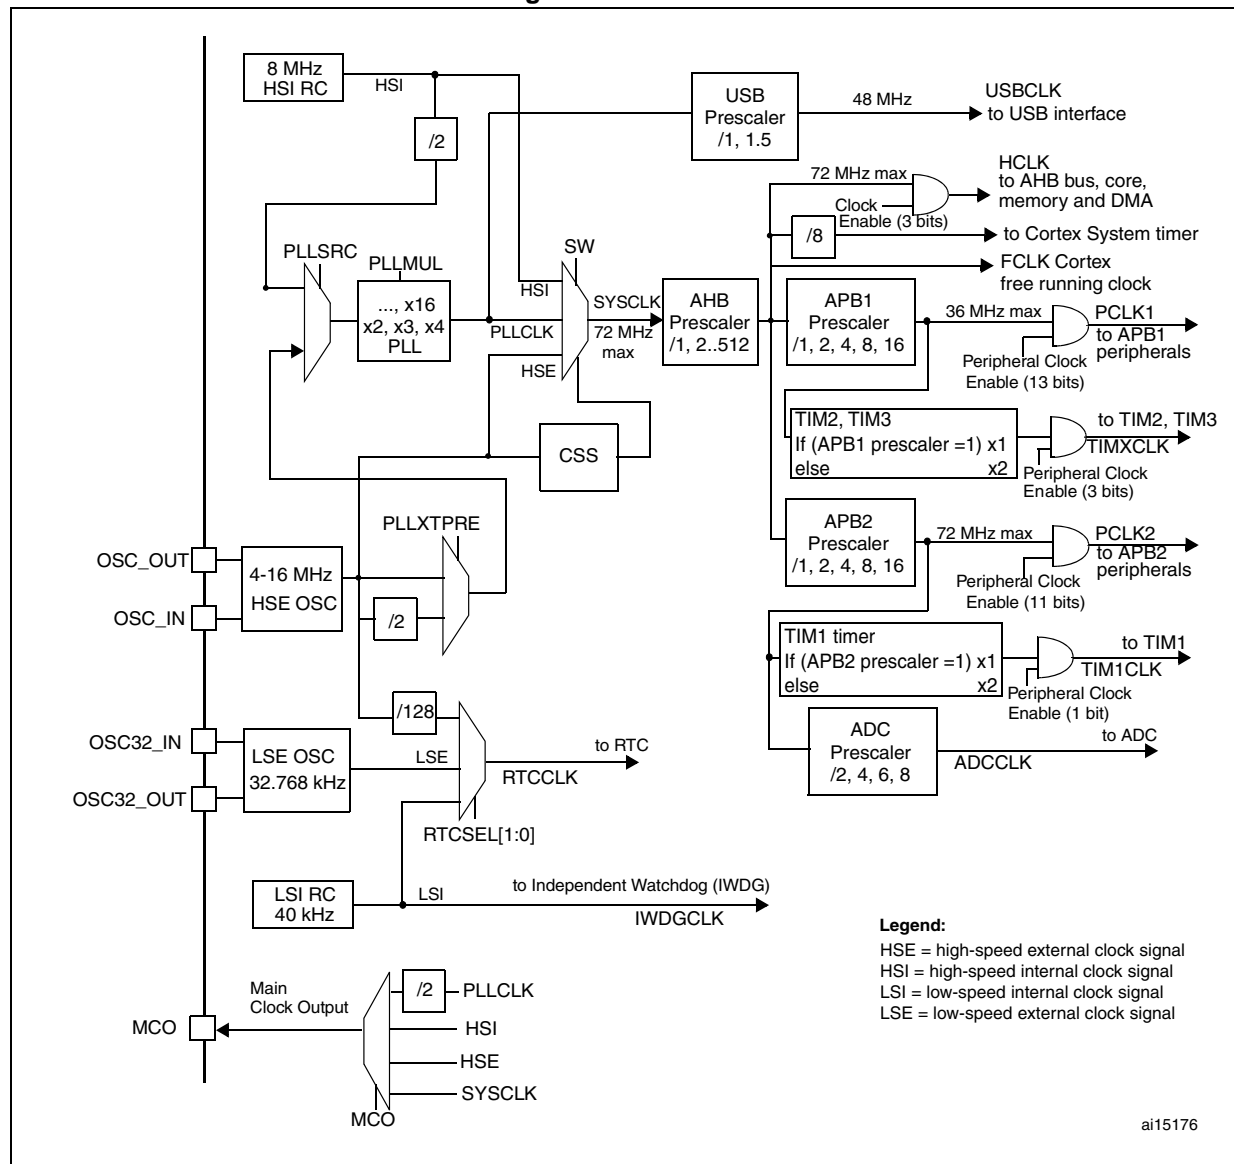 8 MHz
HSI RC
HSI
/2
USB
Prescaler
/1, 1.5
48 MHz
USBCLK
to USB interface
72 MHz max
Clock
Enable (3 bits)
HCLK
to AHB bus, core,
memory and DMA
/8
to Cortex System timer
FCLK Cortex
free running clock
PLLSRC
PLLMUL
..., x16
x2, x3, x4
PLL
SW
HSI
PLLCLK
HSE
SYSCLK
72 MHz
max
AHB
Prescaler
/1, 2..512
APB1
Prescaler
/1, 2, 4, 8, 16
36 MHz max
PCLK1
to APB1
peripherals
Peripheral Clock
Enable (13 bits)
TIM2, TIM3
If (APB1 prescaler =1) x1
else x2
to TIM2, TIM3
TIMXCLK
Peripheral Clock
Enable (3 bits)
CSS
PLLXTPRE
OSC_OUT
OSC_IN
4-16 MHz
HSE OSC
/2
APB2
Prescaler
/1, 2, 4, 8, 16
72 MHz max
PCLK2
to APB2
peripherals
Peripheral Clock
Enable (11 bits)
TIM1 timer
If (APB2 prescaler =1) x1
else x2
to TIM1
TIM1CLK
Peripheral Clock
Enable (1 bit)
ADC
Prescaler
/2, 4, 6, 8
to ADC
ADCCLK
/128
OSC32_IN
OSC32_OUT
LSE OSC
32.768 kHz
LSE
to RTC
RTCCLK
RTCSEL[1:0]
LSI RC
40 kHz
LSI
to Independent Watchdog (IWDG)
IWDGCLK
Legend:
HSE = high-speed external clock signal
HSI = high-speed internal clock signal
LSI = low-speed internal clock signal
LSE = low-speed external clock signal
MCO
Main
Clock Output
/2
PLLCLK
HSI
HSE
SYSCLK
MCO
ai15176